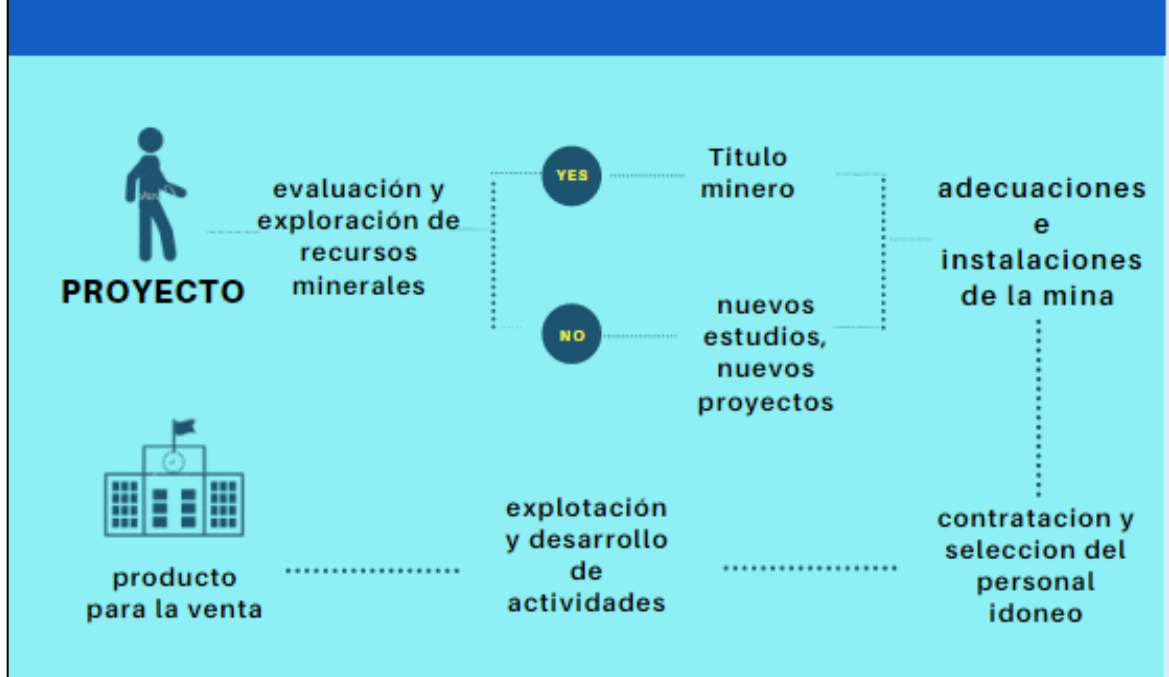 PROYECTO
evaluación y
exploración de
recursos
minerales
YES
Titulo
minero
NO
nuevos
estudios,
nuevos
proyectos
adecuaciones
e
instalaciones
de la mina
contratacion y
seleccion del
personal
idoneo
explotación
y desarrollo
de
actividades
producto
para la venta